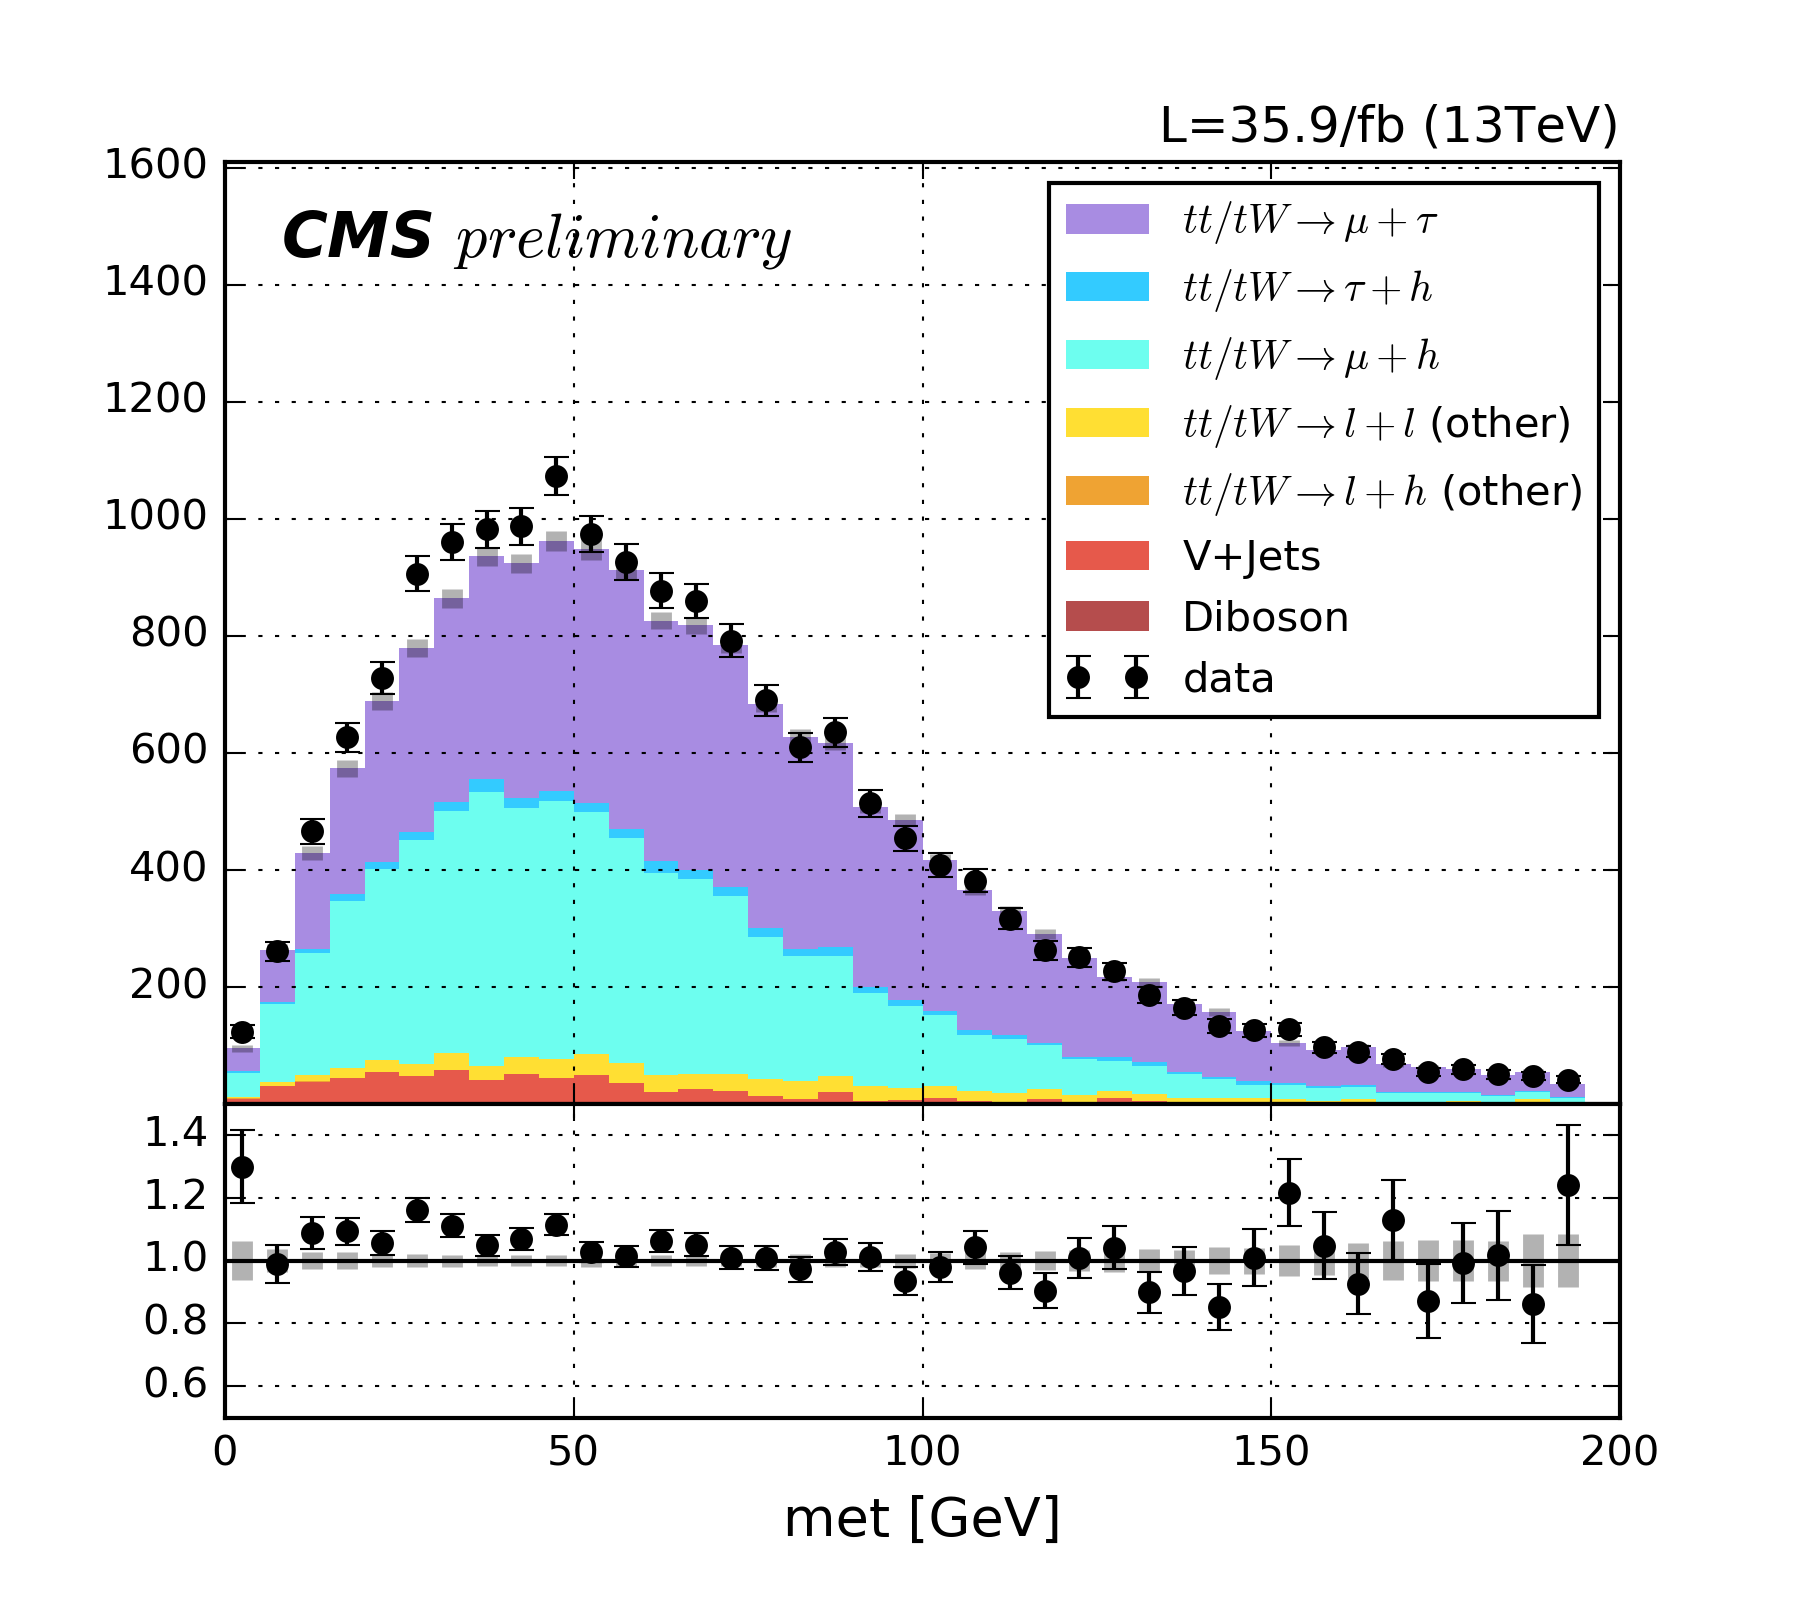 L=35.9/fb (13TeV)
1600
CMS preliminary
1400
1200
1000
800
600
400
200
tt/tW → μ + τ
tt/tW → τ + h
tt/tW → μ + h
tt/tW → l + l (other)
tt/tW → l + h (other)
V+Jets
Diboson
data
1.4
1.2
1.0
0.8
0.6
0 50 100 150 200
met [GeV]